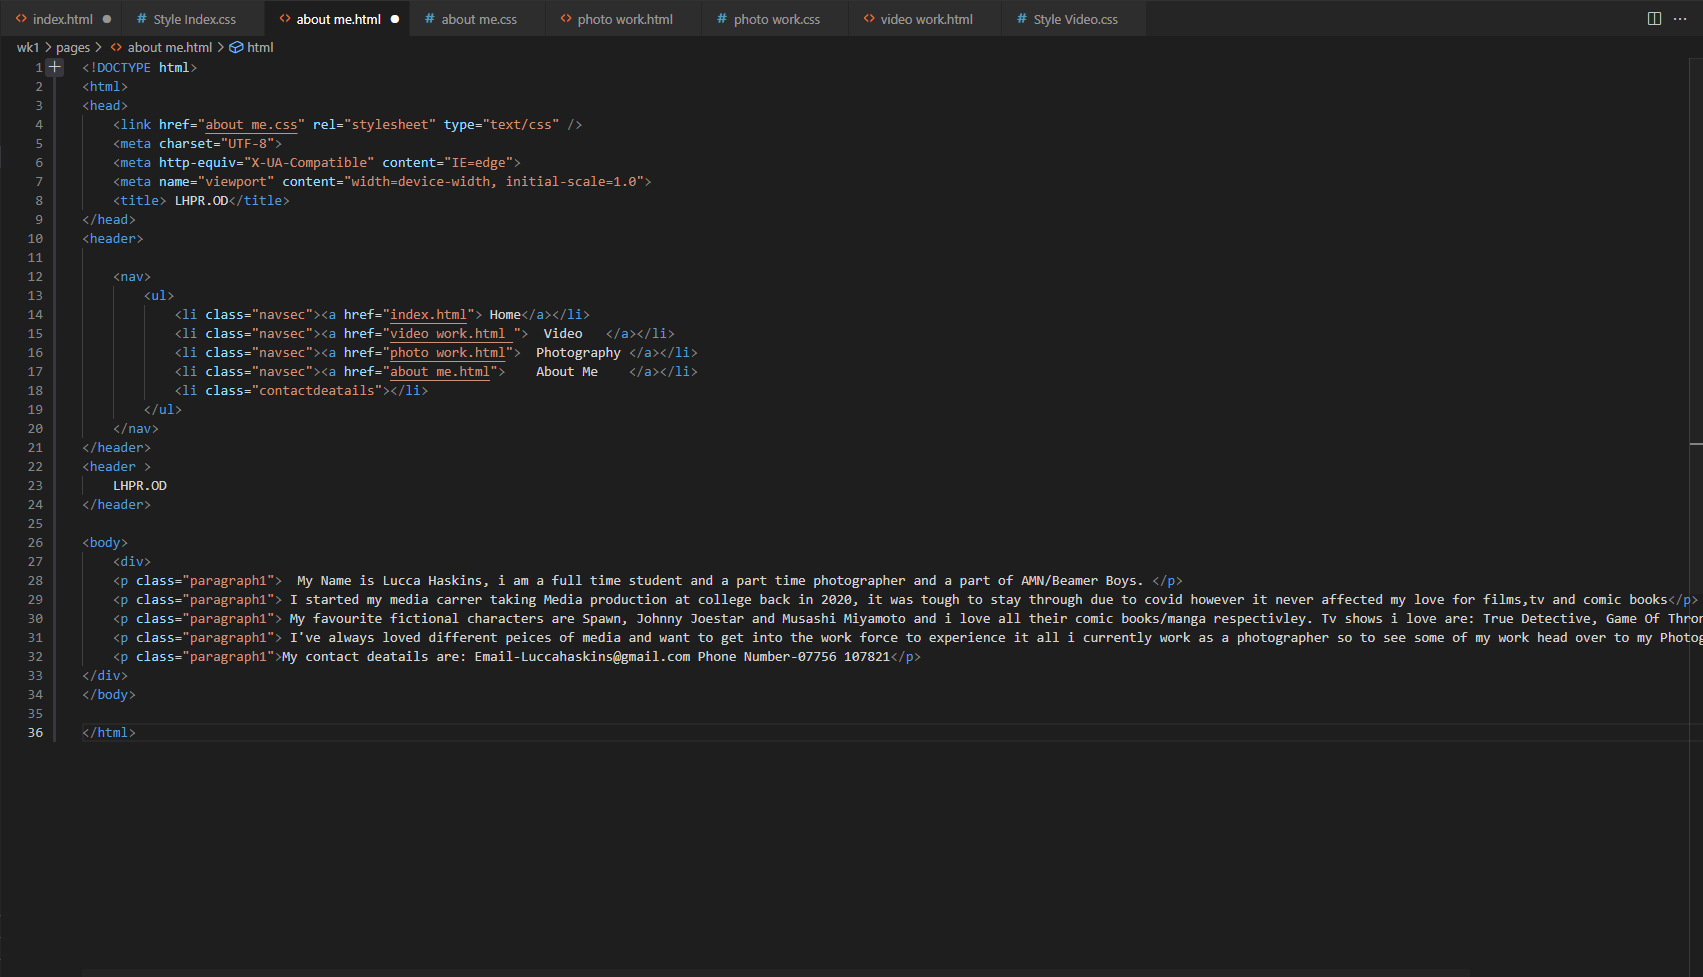 index.html Style Index.css about me.html about me.css photo work.html photo work.css video work.html Style Video.css
wk1 > pages > about me.html > html
1 <!DOCTYPE html>
2 <html>
3 <head>
4 <link href="about me.css" rel="stylesheet" type="text/css" />
5 <meta charset="UTF-8">
6 <meta http-equiv="X-UA-Compatible" content="IE=edge">
7 <meta name="viewport" content="width=device-width, initial-scale=1.0">
8 <title> LHPR.OD</title>
9 </head>
10 <header>
11
12 <nav>
13 <ul>
14 <li class="navsec"><a href="index.html"> Home</a></li>
15 <li class="navsec"><a href="video work.html "> Video </a></li>
16 <li class="navsec"><a href="photo work.html"> Photography </a></li>
17 <li class="navsec"><a href="about me.html"> About Me </a></li>
18 <li class="contactdeatails"></li>
19 </ul>
20 </nav>
21 </header>
22 <header >
23 LHPR.OD
24 </header>
25
26 <body>
27 <div>
28 <p class="paragraph1"> My Name is Lucca Haskins, i am a full time student and a part time photographer and a part of AMN/Beamer Boys. </p>
29 <p class="paragraph1"> I started my media carrer taking Media production at college back in 2020, it was tough to stay through due to covid however it never affected my love for films,tv and comic books</p>
30 <p class="paragraph1"> My favourite fictional characters are Spawn, Johnny Joestar and Musashi Miyamoto and i love all their comic books/manga respectivley. Tv shows i love are: True Detective, Game Of Thron
31 <p class="paragraph1"> I've always loved different peices of media and want to get into the work force to experience it all i currently work as a photographer so to see some of my work head over to my Photog
32 <p class="paragraph1">My contact deatails are: Email-Luccahaskins@gmail.com Phone Number-07756 107821</p>
33 </div>
34 </body>
35
36 </html>